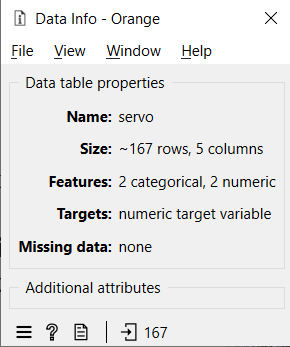 Data Info - Orange
File View Window Help
Data table properties
Name: servo
Size: ~167 rows, 5 columns
Features: 2 categorical, 2 numeric
Targets: numeric target variable
Missing data: none
Additional attributes
? 167